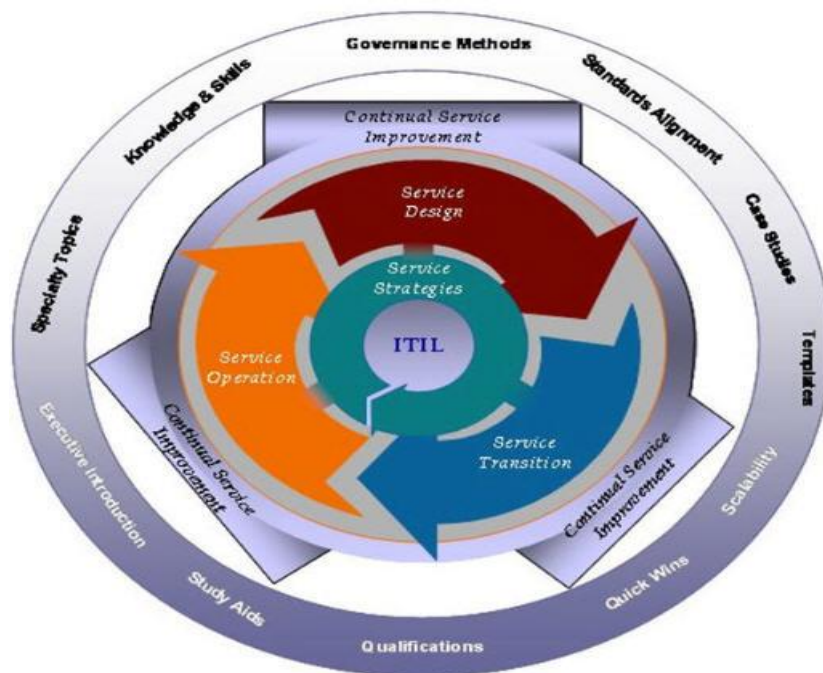 Governance Methods
Standards Alignment
Case Studies
Templates
Scalability
Quick Wins
Qualifications
Study Aids
Executive Introduction
Specialty Topics
Knowledge & Skills
Continual Service
Improvement
Service
Design
Service
Strategies
ITIL
Service
Operation
Service
Transition
Continual Service
Improvement
Continual Service
Improvement